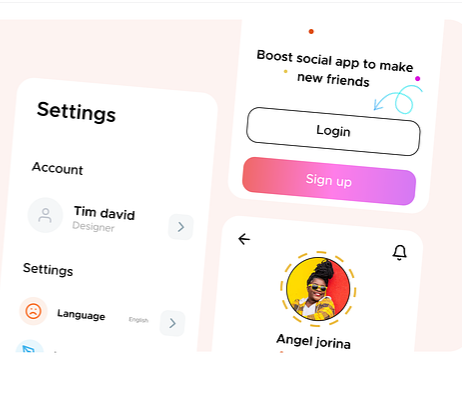 Settings
Account
Tim david
Designer
Settings
Language
English
Boost social app to make
new friends
Login
Sign up
Angel jorina